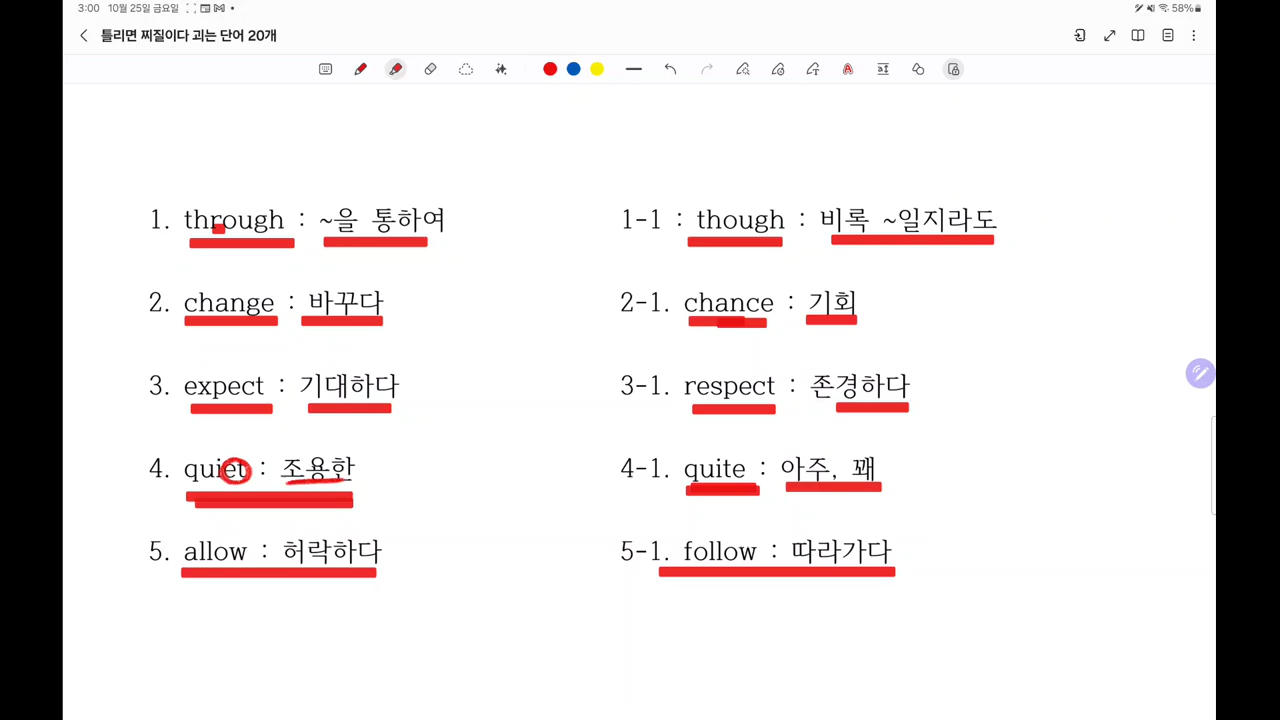 3:00 10월 25일 금요일
58%
틀리면 찌질이다 괴는 단어 20개
1. through : ~을 통하여
1-1 : though : 비록 ~일지라도
2. change : 바꾸다
2-1. chance : 기회
3. expect : 기대하다
3-1. respect : 존경하다
4. quiet : 조용한
4-1. quite : 아주, 꽤
5. allow : 허락하다
5-1. follow : 따라가다